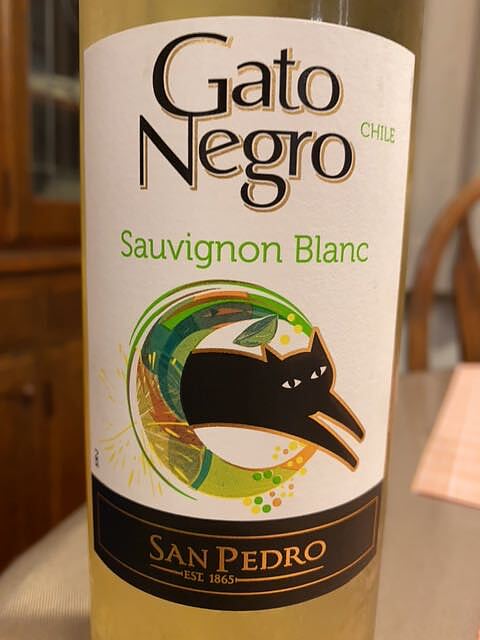 Gato
Negro
CHILE
Sauvignon Blanc
SAN PEDRO
EST. 1865